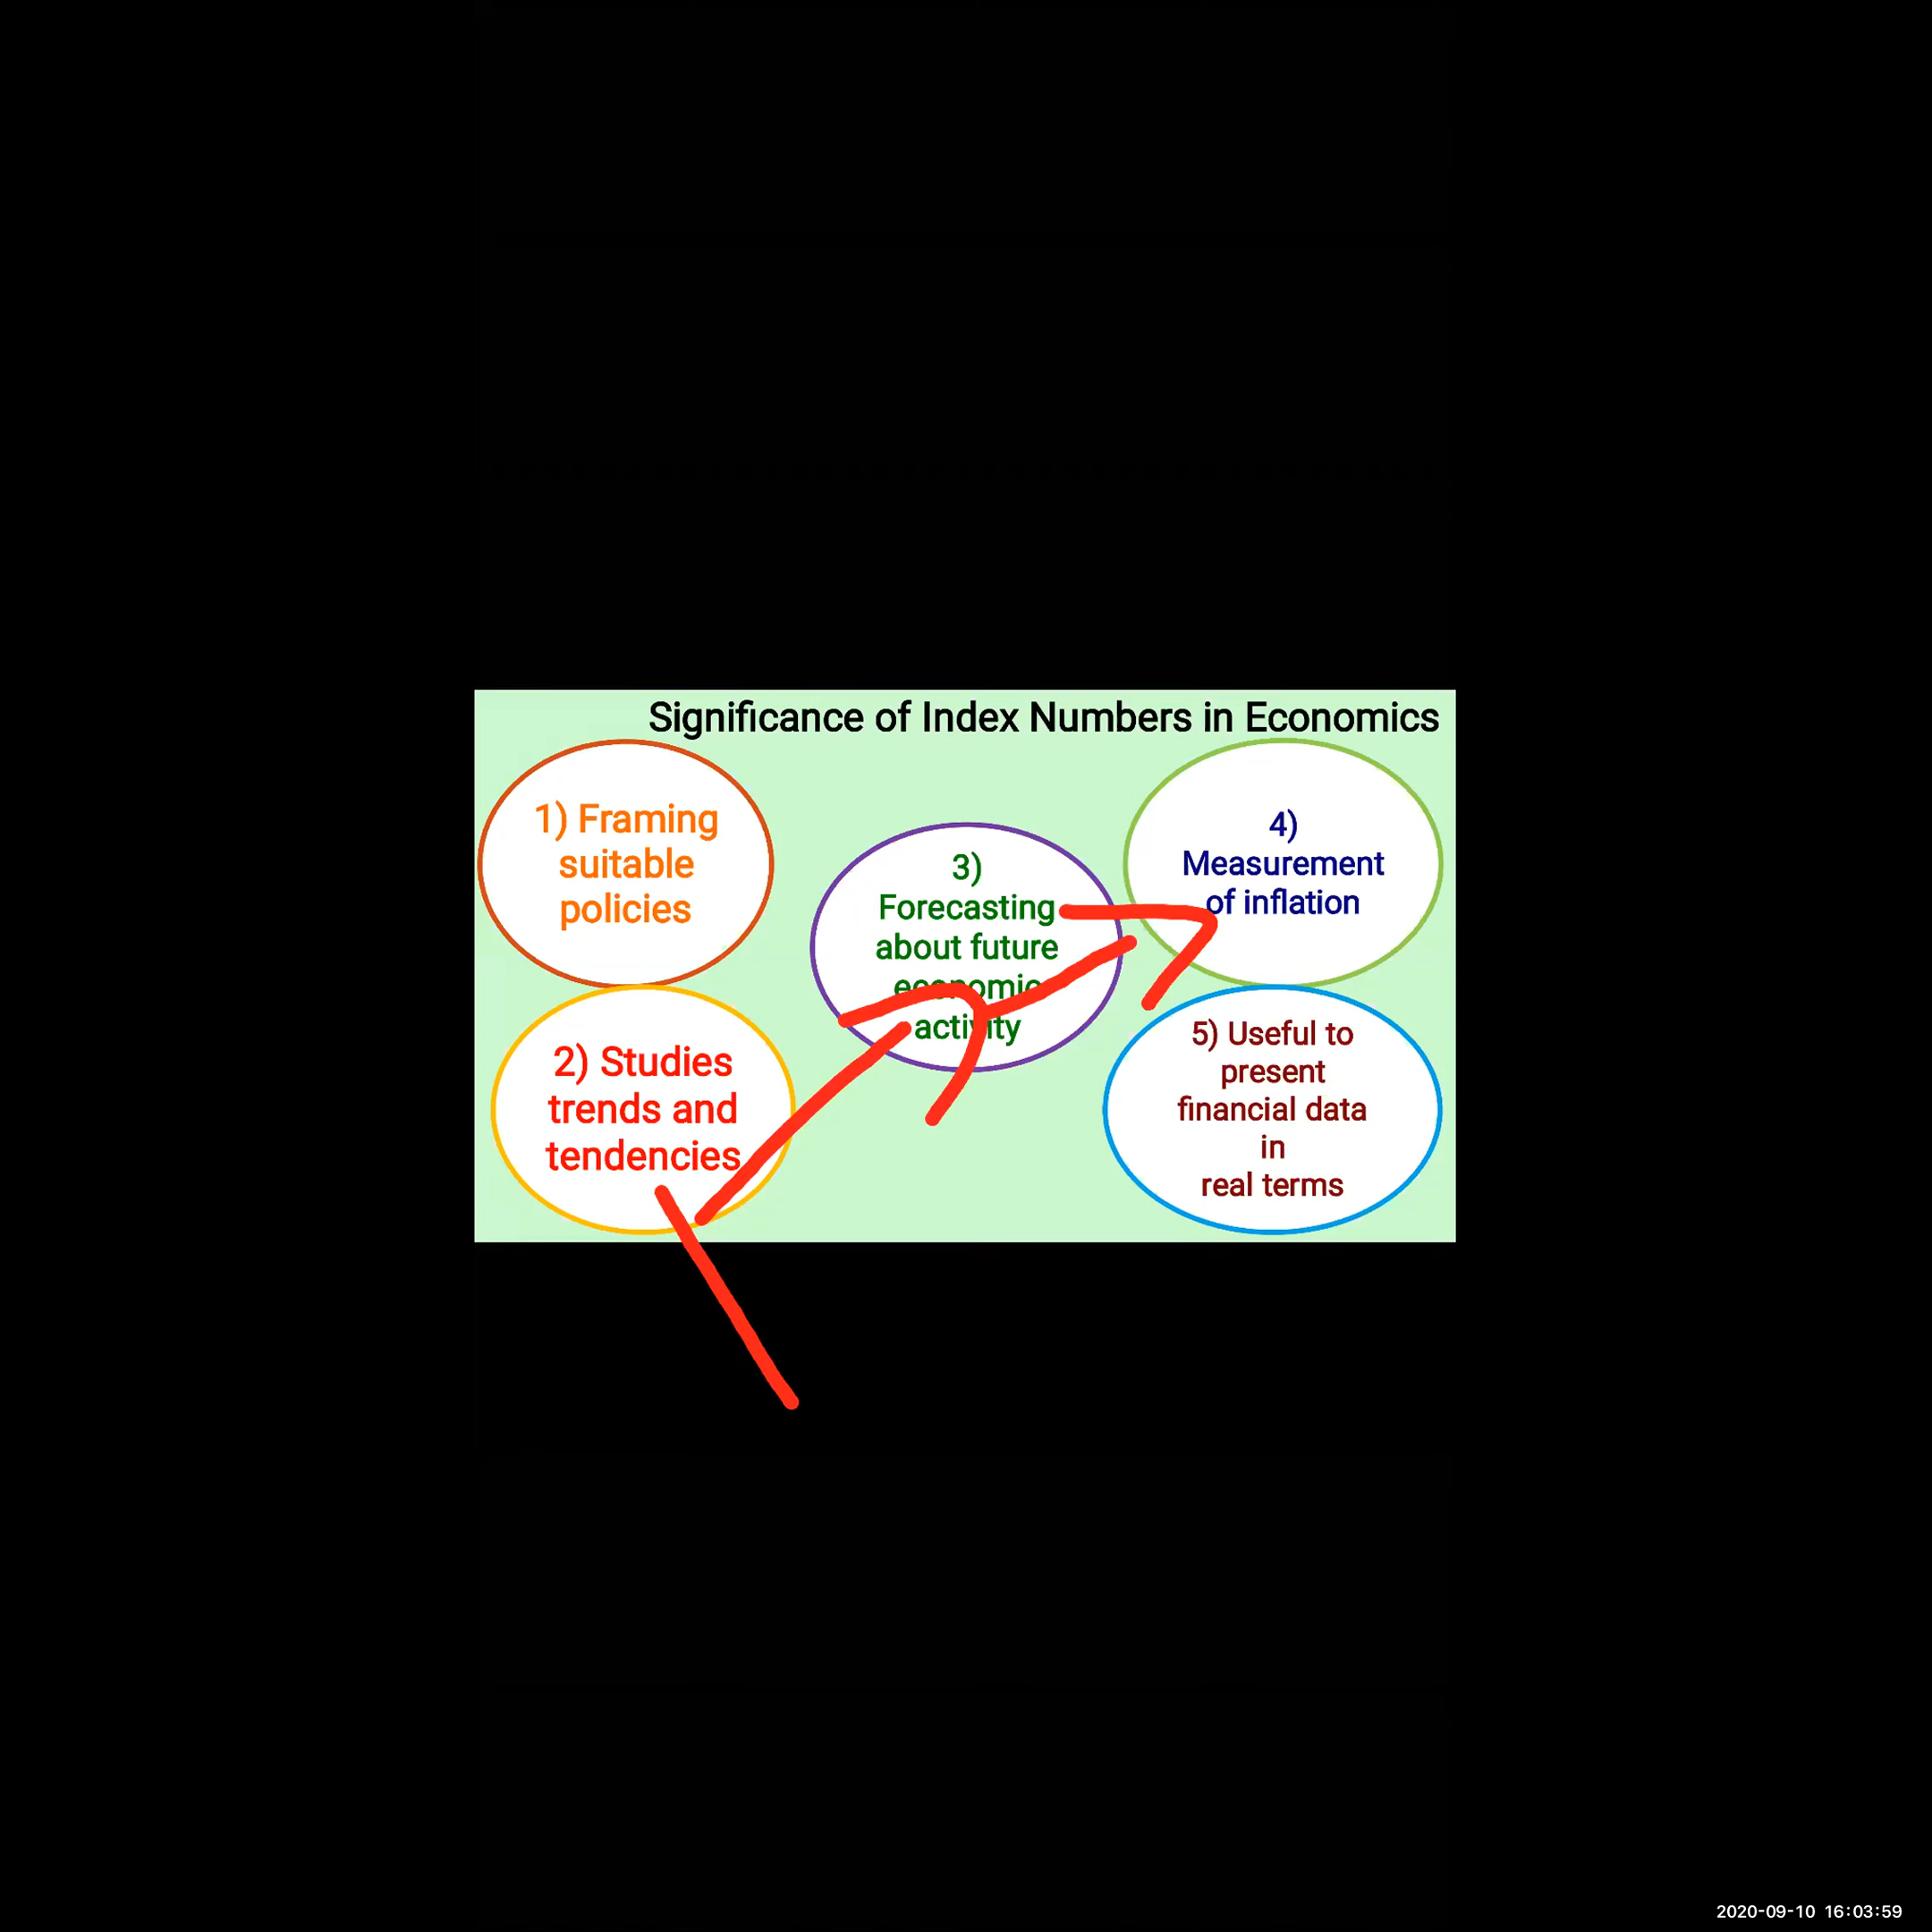 Significance of Index Numbers in Economics
1) Framing
suitable
policies
2) Studies
trends and
tendencies
3)
Forecasting
about future
economic
activity
4)
Measurement
of inflation
5) Useful to
present
financial data
in
real terms
2020-09-10 16:03:59